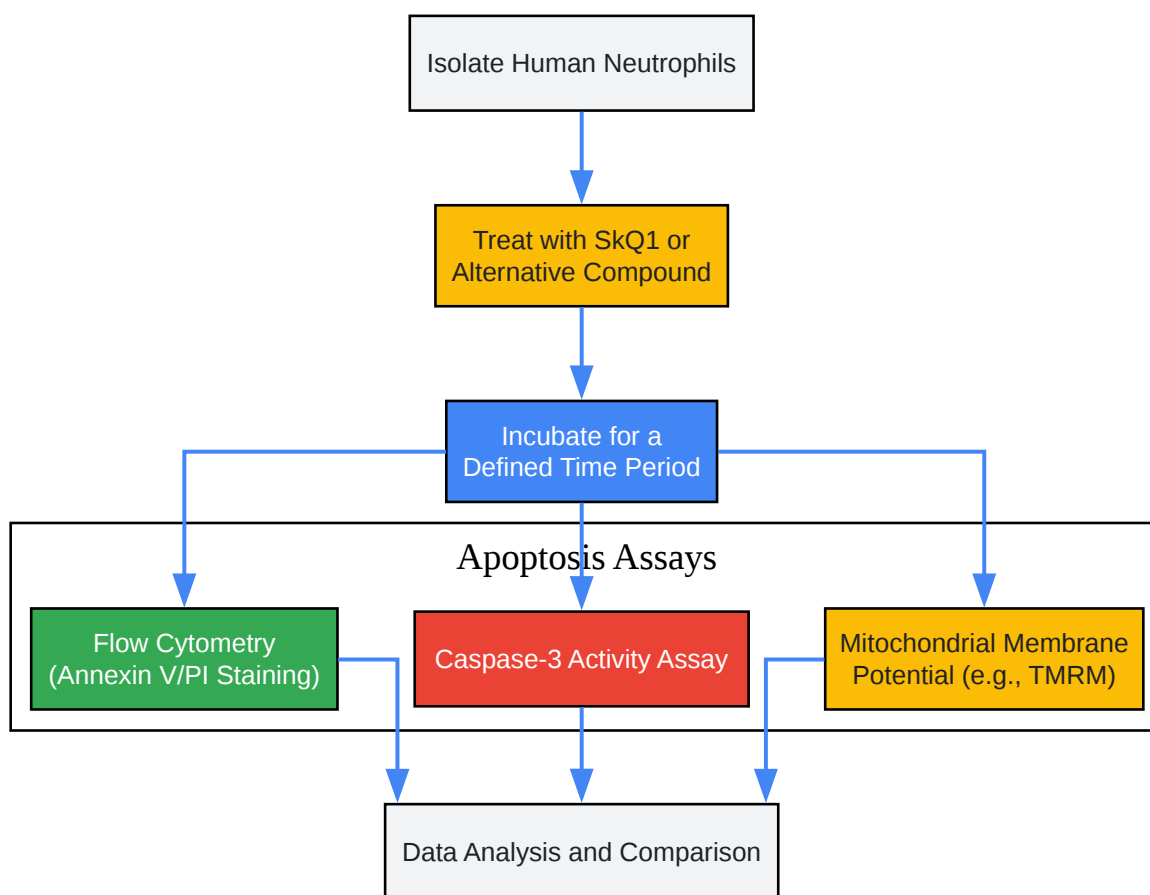 Isolate Human Neutrophils
Treat with SkQ1 or
Alternative Compound
Incubate for a
Defined Time Period
Apoptosis Assays
Flow Cytometry
(Annexin V/PI Staining)
Caspase-3 Activity Assay
Mitochondrial Membrane
Potential (e.g., TMRM)
Data Analysis and Comparison